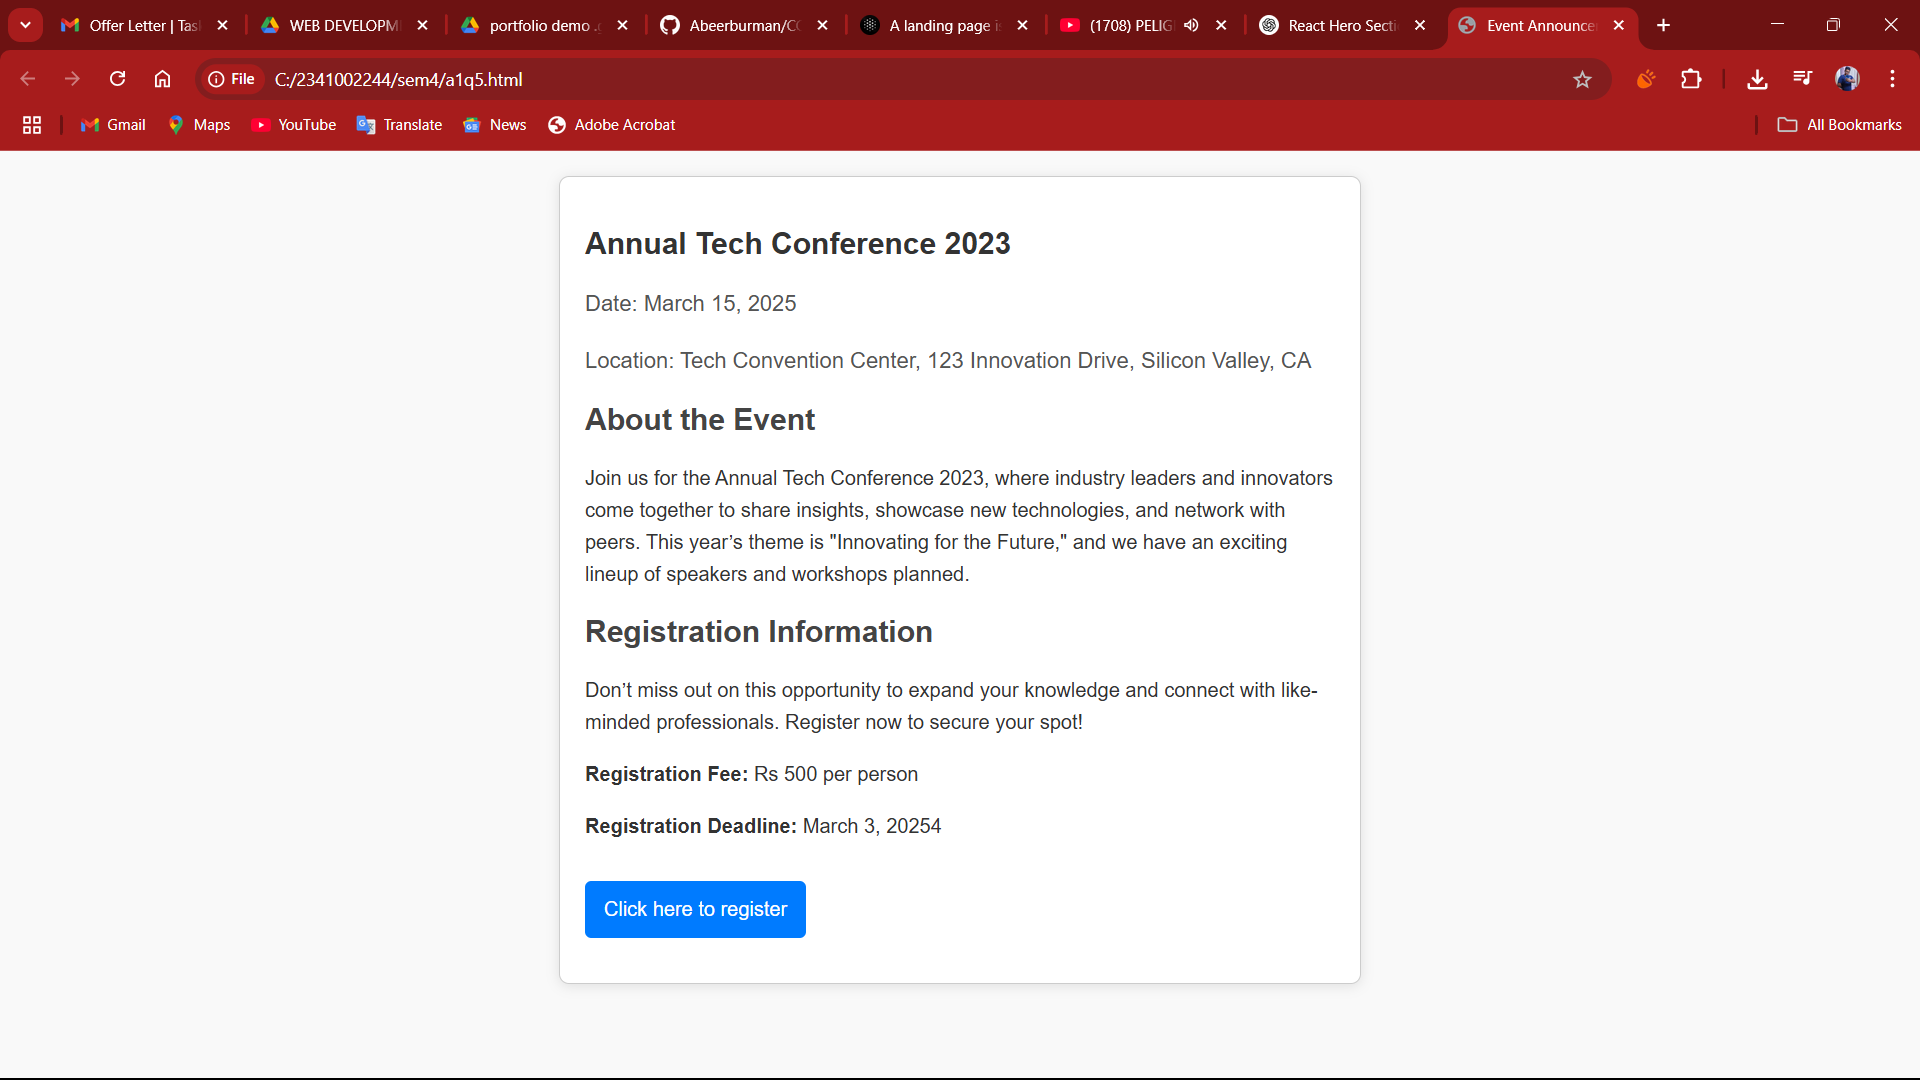 Offer Letter | Tas
WEB DEVELOPM
portfolio demo .
Abeerburman/C
A landing page i
(1708) PELIG
React Hero Secti
Event Announce
File
C:/2341002244/sem4/a1q5.html
Gmail
Maps
YouTube
Translate
News
Adobe Acrobat
All Bookmarks
Annual Tech Conference 2023
Date: March 15, 2025
Location: Tech Convention Center, 123 Innovation Drive, Silicon Valley, CA
About the Event
Join us for the Annual Tech Conference 2023, where industry leaders and innovators
come together to share insights, showcase new technologies, and network with
peers. This year’s theme is "Innovating for the Future," and we have an exciting
lineup of speakers and workshops planned.
Registration Information
Don’t miss out on this opportunity to expand your knowledge and connect with like-
minded professionals. Register now to secure your spot!
Registration Fee: Rs 500 per person
Registration Deadline: March 3, 20254
Click here to register